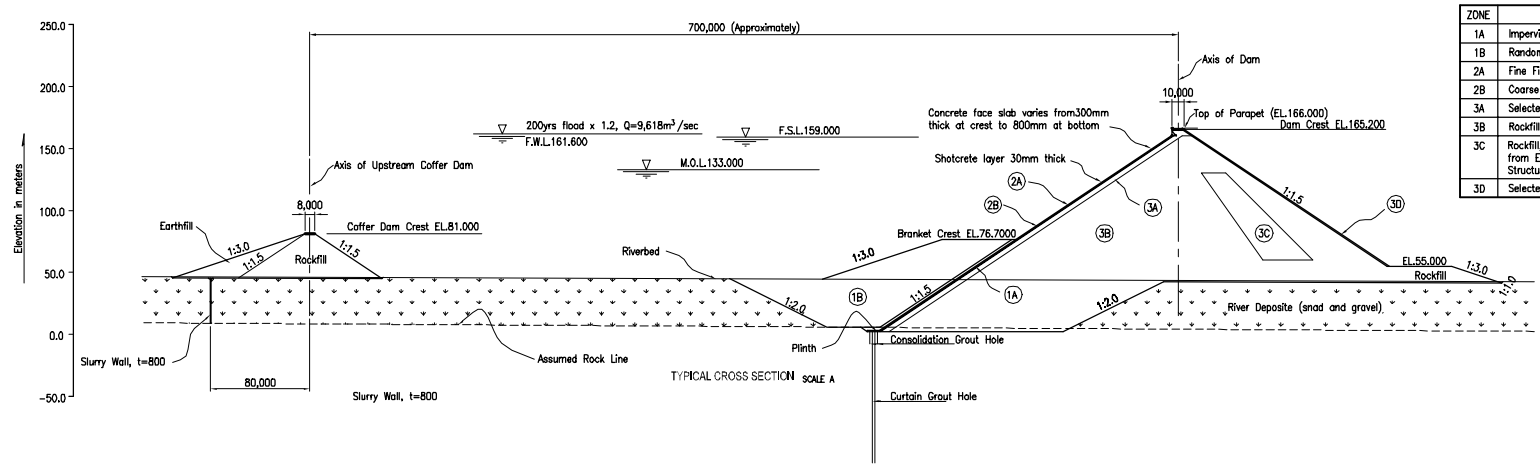 250.0
200.0
150.0
100.0
50.0
0.0
-50.0
Elevation in meters
700,000 (Approximately)
Axis of Dam
10,000
Top of Parapet (EL.166.000)
Dam Crest EL.165.200
Concrete face slab varies from300mm
thick at crest to 800mm at bottom
200yrs flood x 1.2, Q=9,618m³/sec
F.W.L161.600
F.S.L.159.000
M.O.L.133.000
Shotcrete layer 30mm thick
Axis of Upstream Coffer Dam
8,000
Coffer Dam Crest EL.81.000
Earthfill
1:3.0
1:1.5
Rockfill
1:1.5
Riverbed
Branket Crest EL.76.7000
1:3.0
2A
2B
3A
3B
3C
1:1.5
3D
EL.55.000
Rockfill
1:3.0
1:1.0
1:2.0
1B
1:1.5
1A
1:2.0
River Deposite (snad and gravel)
Slurry Wall, t=800
80,000
Slurry Wall, t=800
Assumed Rock Line
Plinth
Consolidation Grout Hole
Curtain Grout Hole
TYPICAL CROSS SECTION SCALE A
ZONE
1A Impervi
1B Random
2A Fine Fi
2B Coarse
3A Selecte
3B Rockfill
3C Rockfill
from E
Structu
3D Selecte